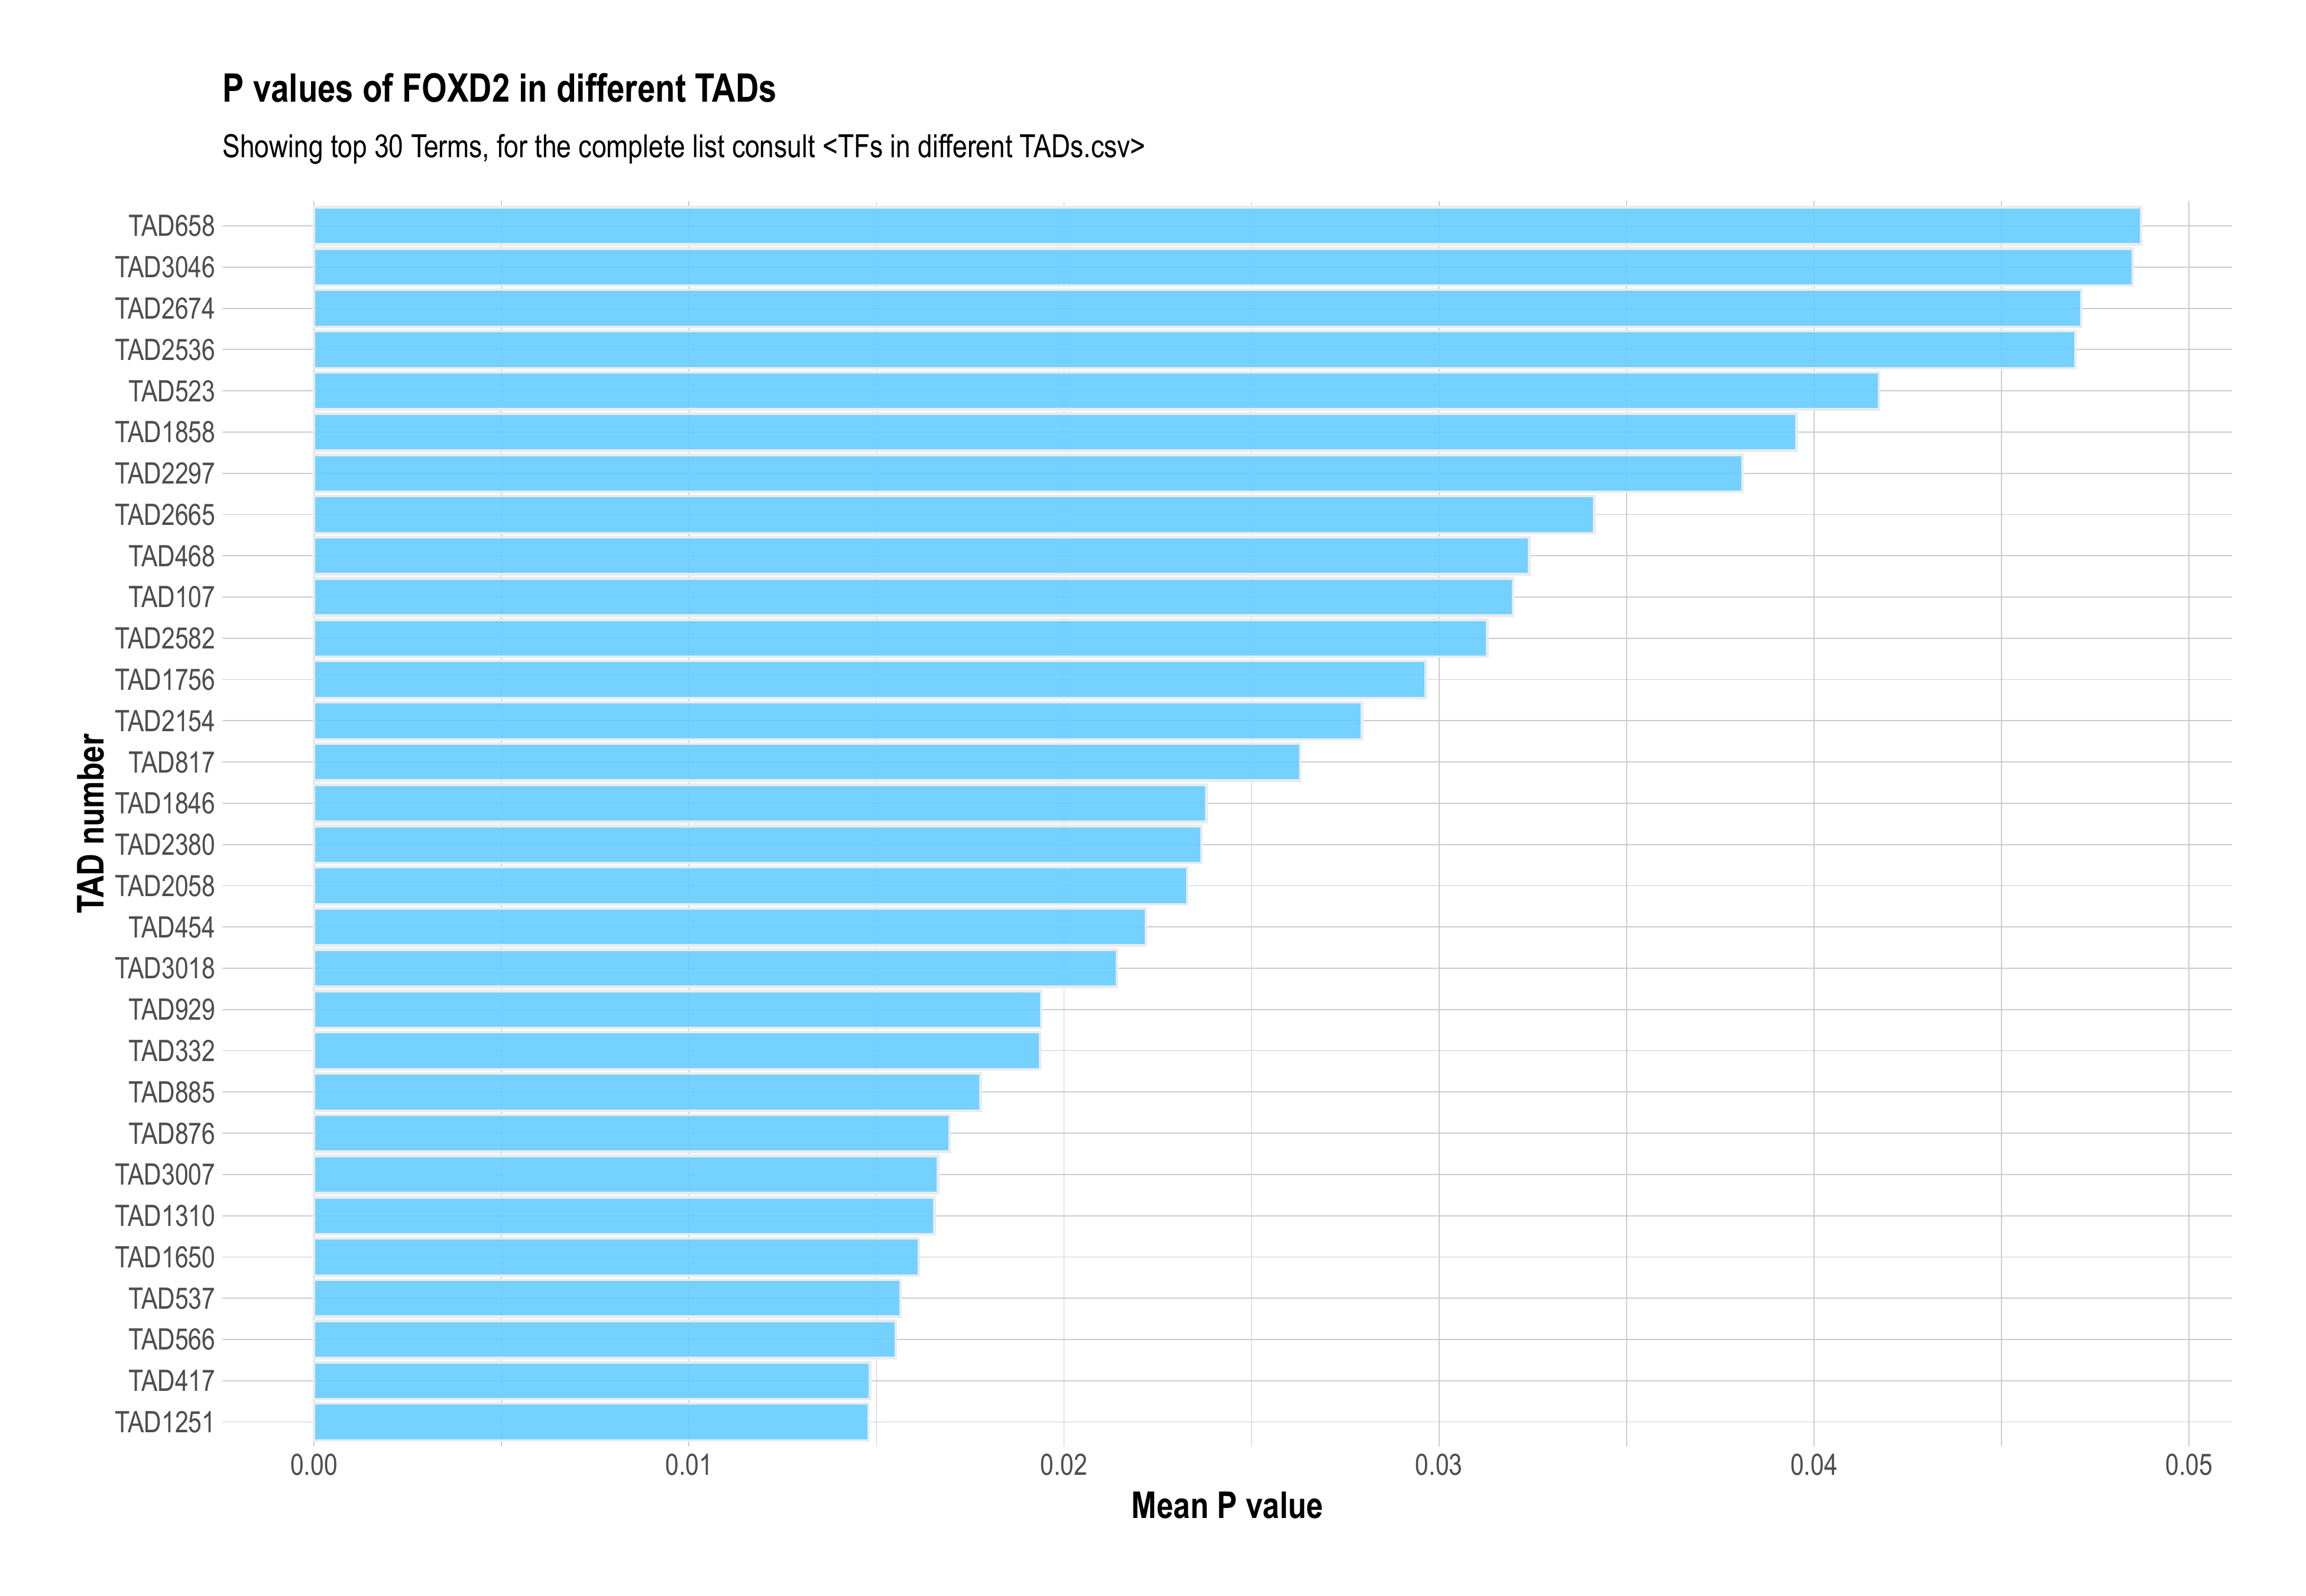 P values of FOXD2 in different TADs
Showing top 30 Terms, for the complete list consult <TFs in different TADs.csv>
TAD number
TAD658
TAD3046
TAD2674
TAD2536
TAD523
TAD1858
TAD2297
TAD2665
TAD468
TAD107
TAD2582
TAD1756
TAD2154
TAD817
TAD1846
TAD2380
TAD2058
TAD454
TAD3018
TAD929
TAD332
TAD885
TAD876
TAD3007
TAD1310
TAD1650
TAD537
TAD566
TAD417
TAD1251
0.00 0.01 0.02 0.03 0.04 0.05
Mean P value